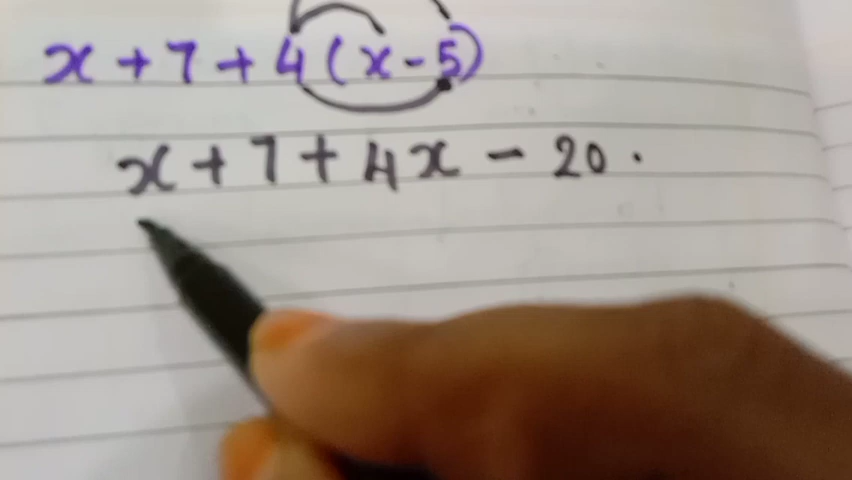 x + 7 + 4 (x - 5)
x + 7 + 4x - 20.